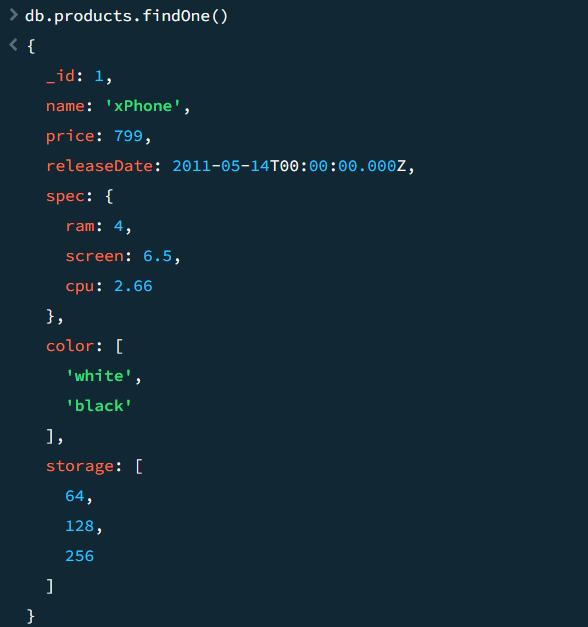 > db.products.findOne()
< {
_id: 1,
name: 'xPhone',
price: 799,
releaseDate: 2011-05-14T00:00:00.000Z,
spec: {
ram: 4,
screen: 6.5,
cpu: 2.66
},
color: [
'white',
'black'
],
storage: [
64,
128,
256
]
}